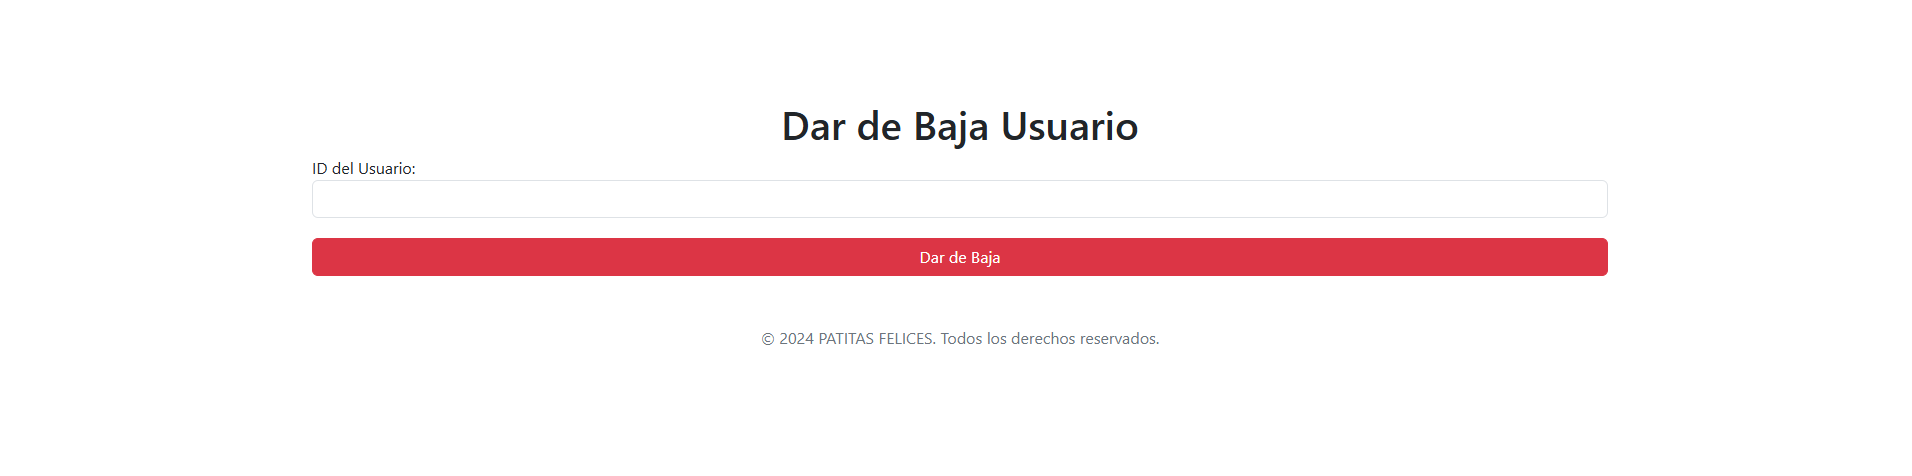 Dar de Baja Usuario
ID del Usuario:
Dar de Baja
© 2024 PATITAS FELICES. Todos los derechos reservados.